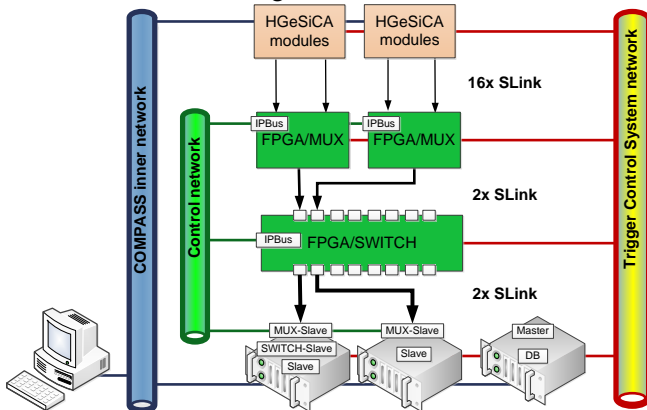 HGeSiCA
modules
HGeSiCA
modules
16x SLink
IPBus
FPGA/MUX
IPBus
FPGA/MUX
2x SLink
IPBus
FPGA/SWITCH
2x SLink
MUX-Slave
SWITCH-Slave
Slave
MUX-Slave
Slave
Master
DB
COMPASS inner network
Control network
Trigger Control System network